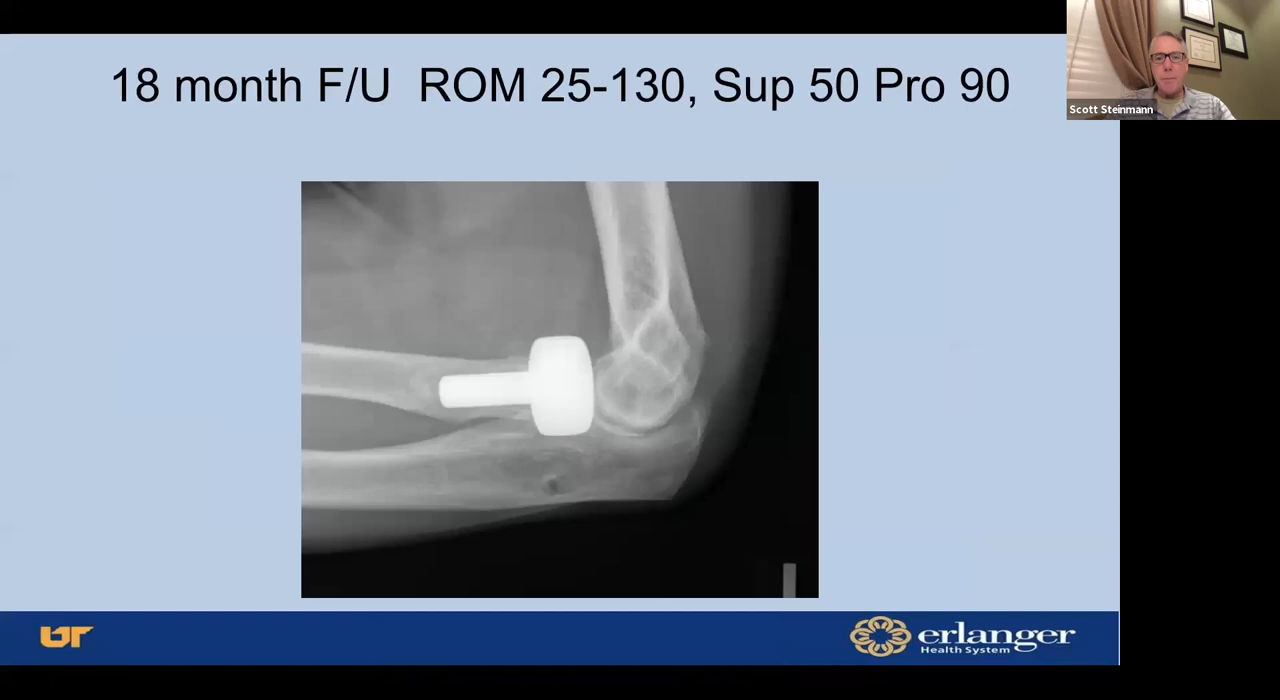 18 month F/U ROM 25-130, Sup 50 Pro 90
Scott Steinmann
UT
erlanger
Health System